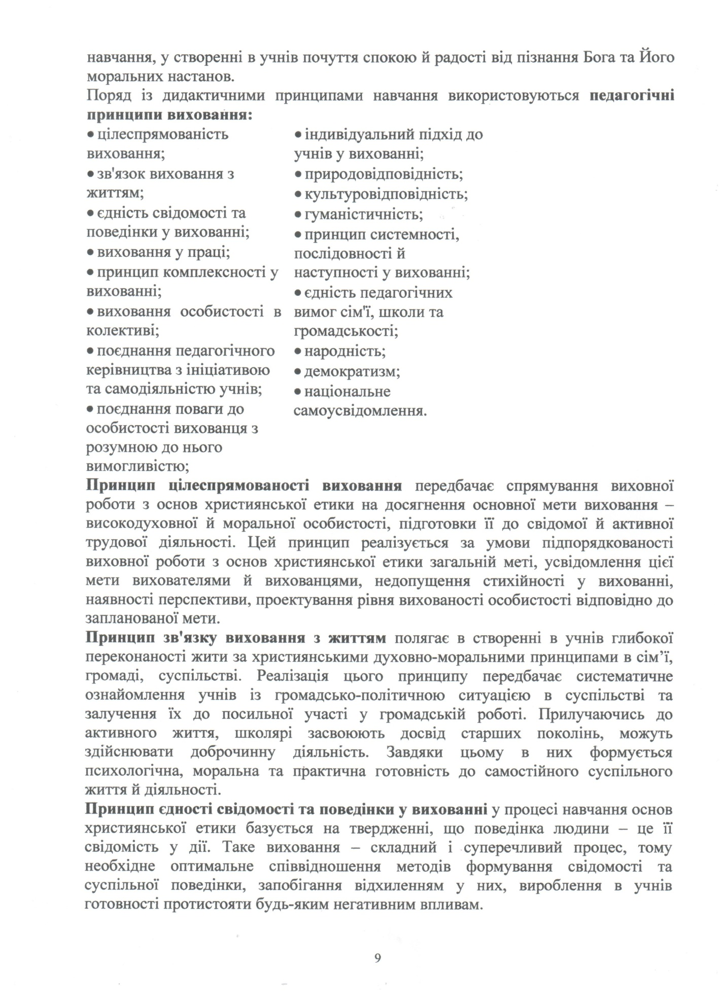 навчання, у створенні в учнів почуття спокою й радості від пізнання Бога та Його
моральних настанов.
Поряд із дидактичними принципами навчання використовуються педагогічні
принципи виховання:
• цілеспрямованість
виховання;
• зв'язок виховання з
життям;
• єдність свідомості та
поведінки у вихованні;
• виховання у праці;
• принцип комплексності у
вихованні;
• виховання особистості в
колективі;
• поєднання педагогічного
керівництва з ініціативою
та самодіяльністю учнів;
• поєднання поваги до
особистості вихованця з
розумною до нього
вимогливістю;
• індивідуальний підхід до
учнів у вихованні;
• природовідповідність;
• культуровідповідність;
• гуманістичність;
• принцип системності,
послідовності й
наступності у вихованні;
• єдність педагогічних
вимог сім'ї, школи та
громадськості;
• народність;
• демократизм;
• національне
самоусвідомлення.
Принцип цілеспрямованості виховання передбачає спрямування виховної
роботи з основ християнської етики на досягнення основної мети виховання –
високодуховної й моральної особистості, підготовки її до свідомої й активної
трудової діяльності. Цей принцип реалізується за умови підпорядкованості
виховної роботи з основ християнської етики загальній меті, усвідомлення цієї
мети вихователями й вихованцями, недопущення стихійності у вихованні,
наявності перспективи, проектування рівня вихованості особистості відповідно до
запланованої мети.
Принцип зв'язку виховання з життям полягає в створенні в учнів глибокої
переконаності жити за християнськими духовно-моральними принципами в сім’ї,
громаді, суспільстві. Реалізація цього принципу передбачає систематичне
ознайомлення учнів із громадсько-політичною ситуацією в суспільстві та
залучення їх до посильної участі у громадській роботі. Прилучаючись до
активного життя, школярі засвоюють досвід старших поколінь, можуть
здійснювати доброчинну діяльність. Завдяки цьому в них формується
психологічна, моральна та практична готовність до самостійного суспільного
життя й діяльності.
Принцип єдності свідомості та поведінки у вихованні у процесі навчання основ
християнської етики базується на твердженні, що поведінка людини – це її
свідомість у дії. Таке виховання – складний і суперечливий процес, тому
необхідне оптимальне співвідношення методів формування свідомості та
суспільної поведінки, запобігання відхиленням у них, вироблення в учнів
готовності протистояти будь-яким негативним впливам.
9